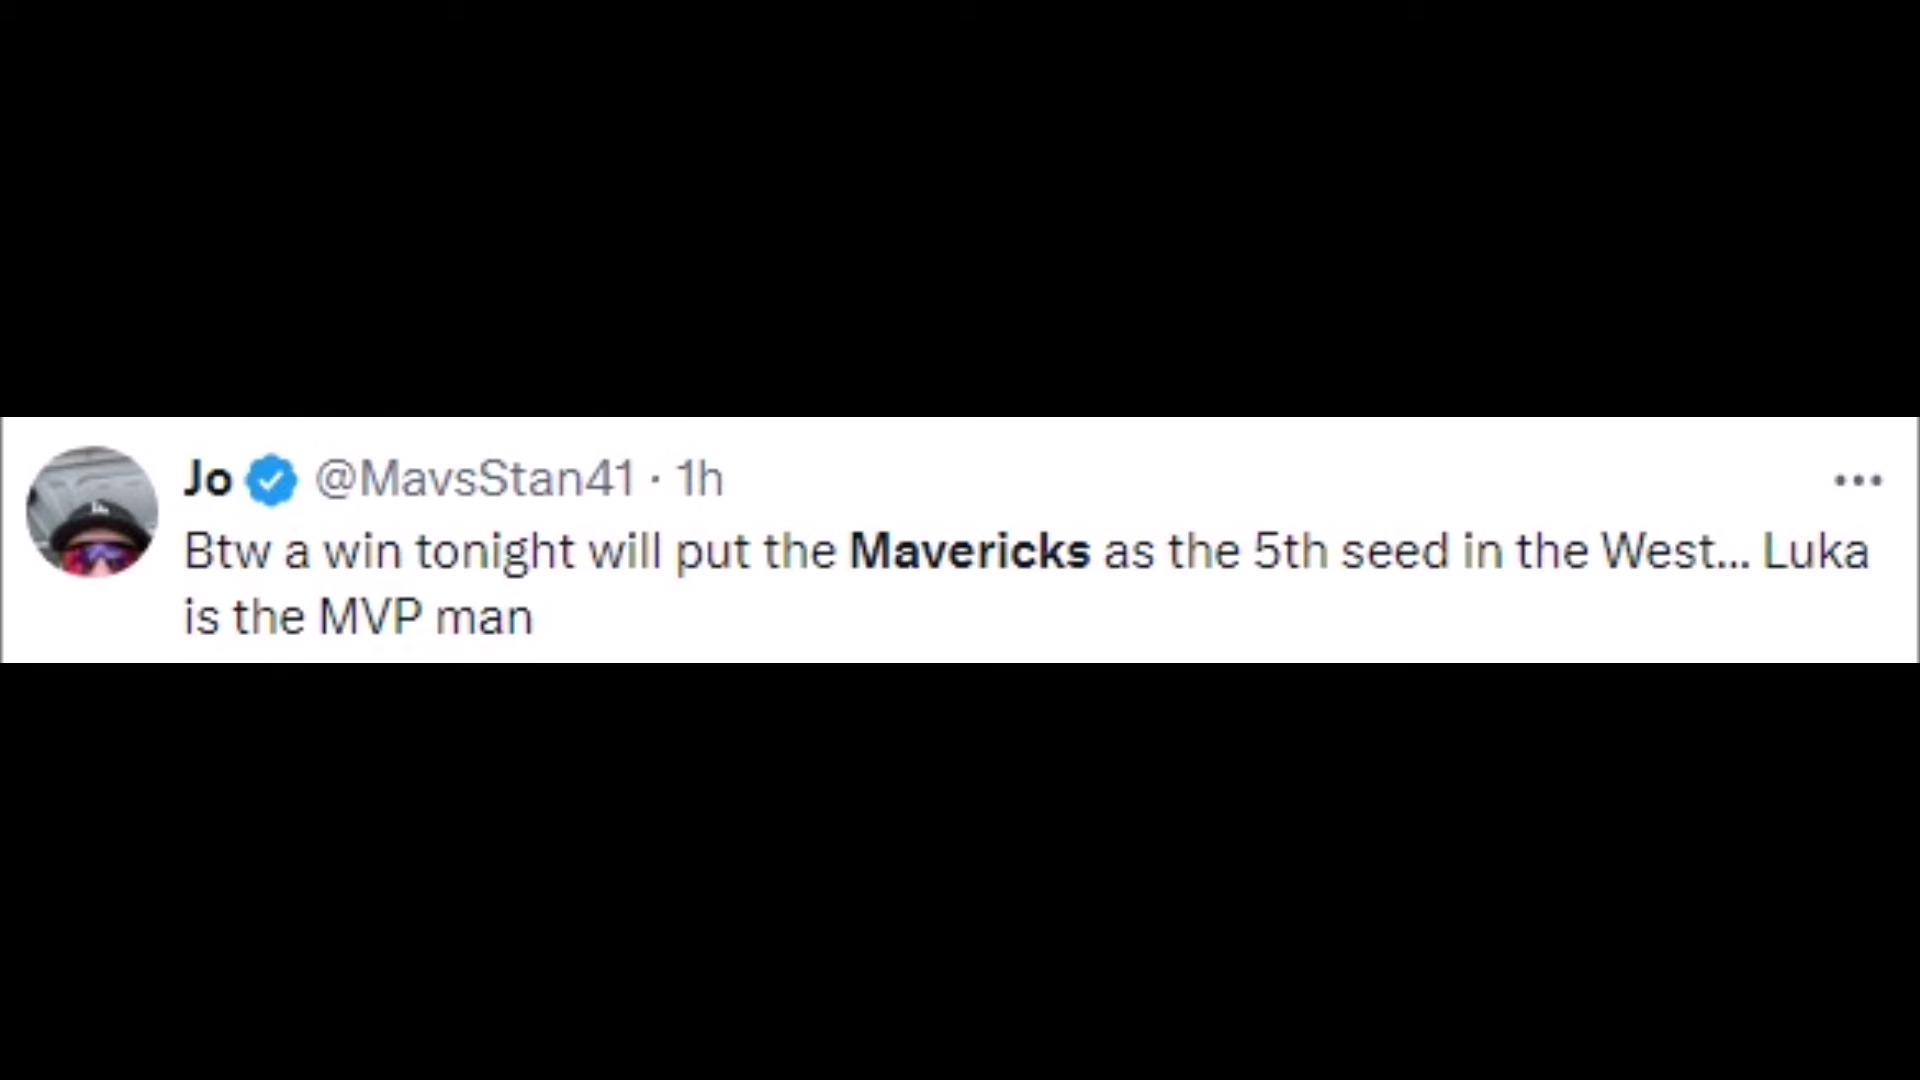 Jo @MavsStan41 · 1h
Btw a win tonight will put the Mavericks as the 5th seed in the West... Luka
is the MVP man